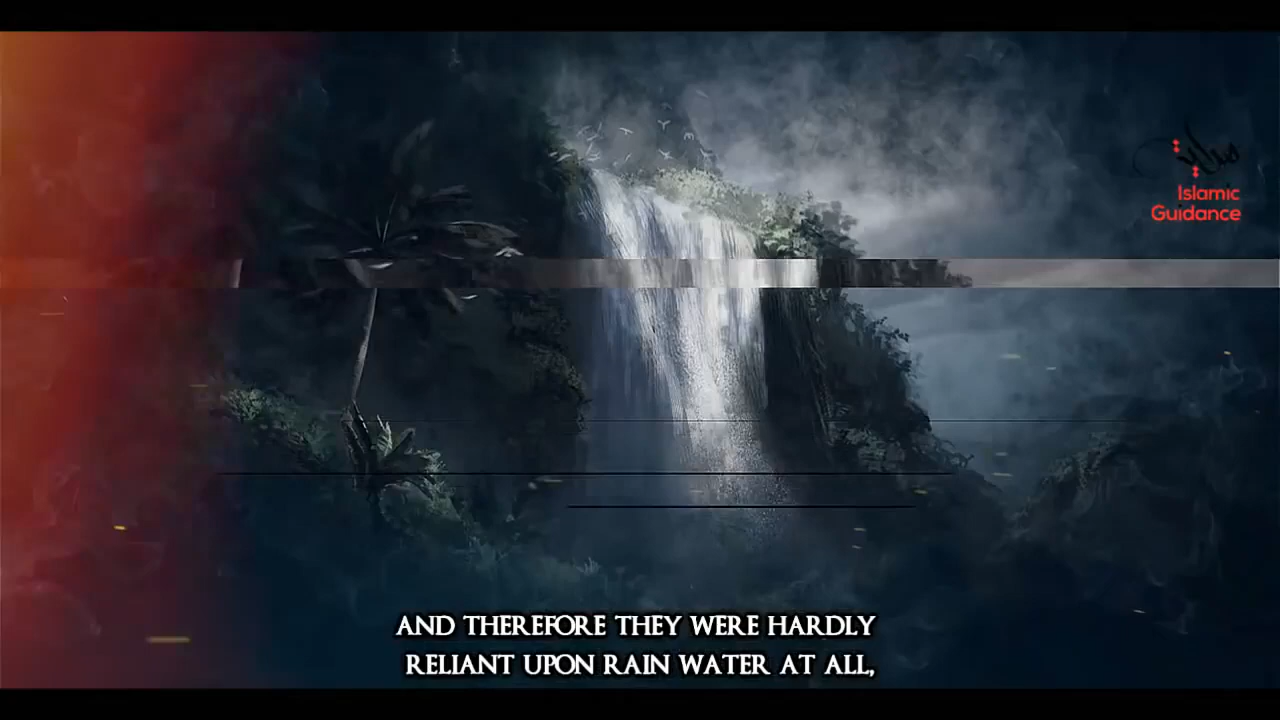 Islamic
Guidance
AND THEREFORE THEY WERE HARDLY
RELIANT UPON RAIN WATER AT ALL,